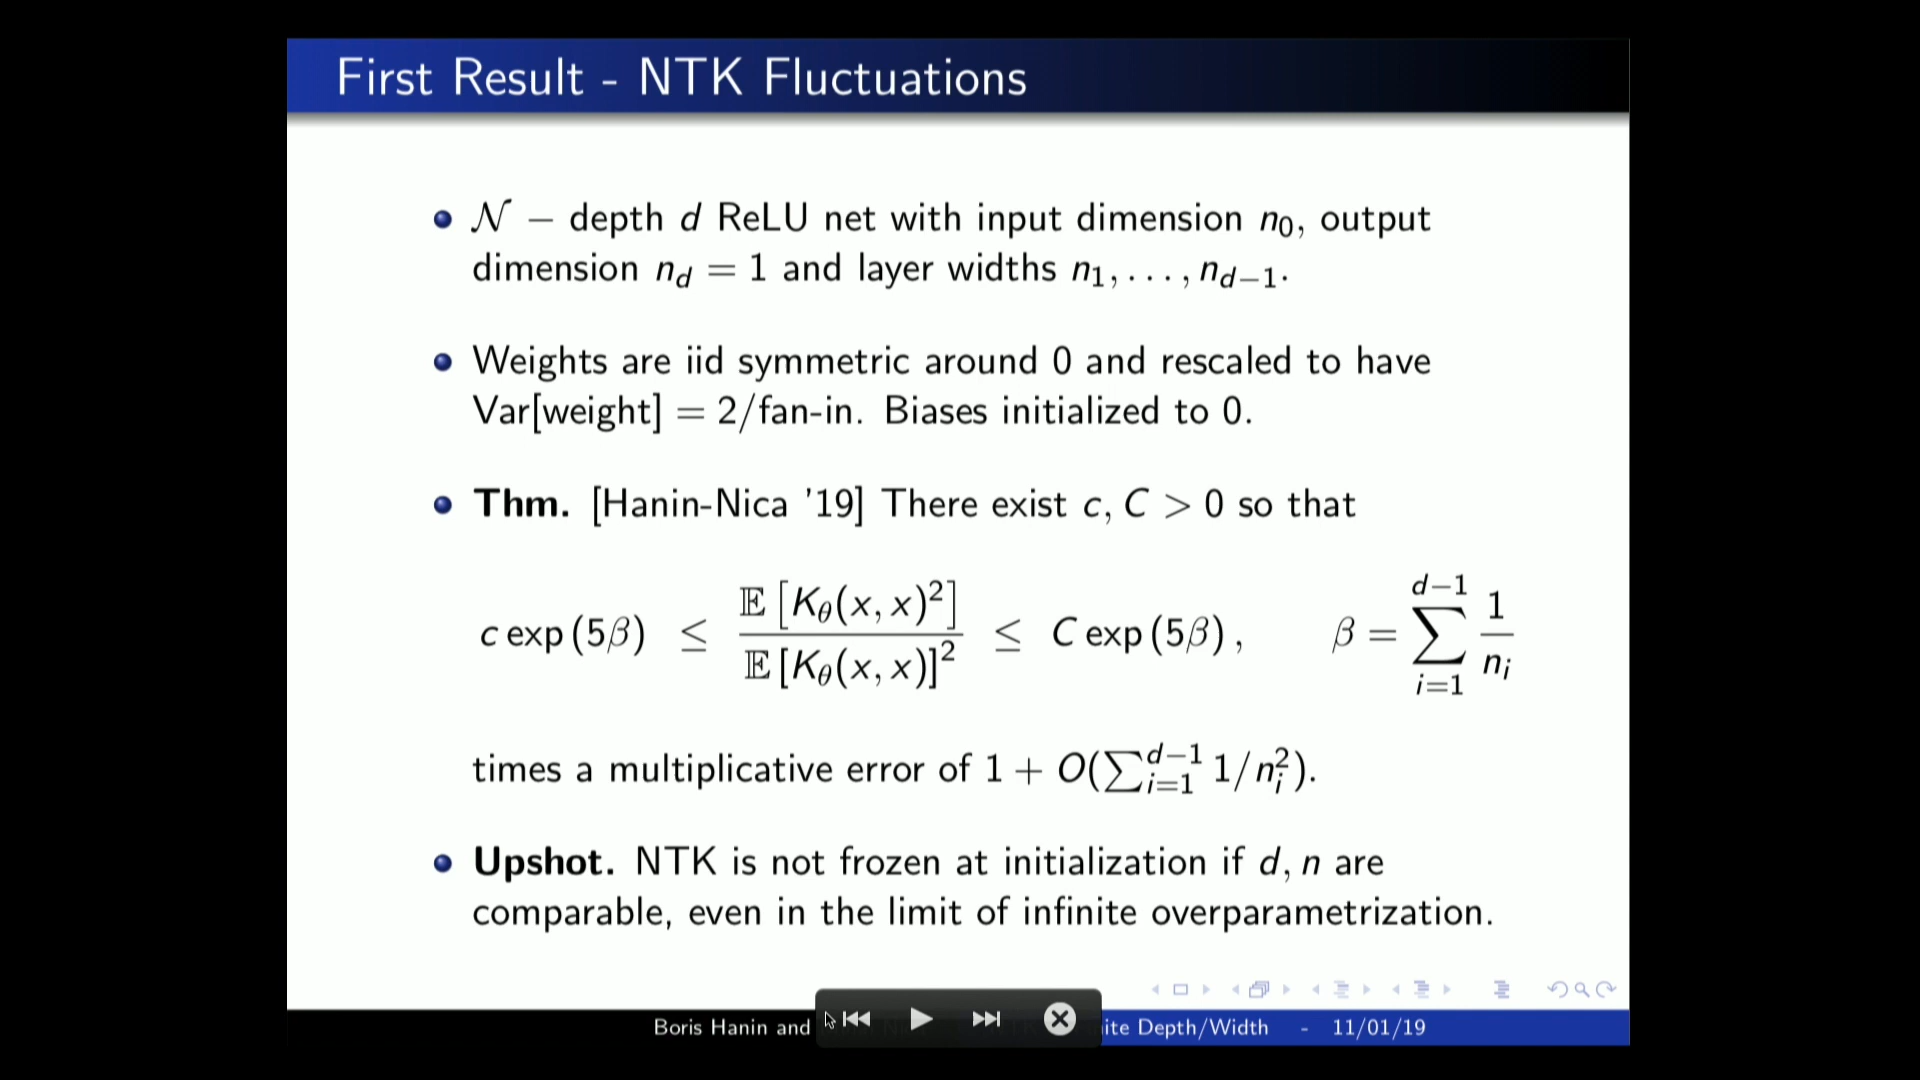 First Result - NTK Fluctuations
𝒩 – depth d ReLU net with input dimension n₀, output
dimension n_d = 1 and layer widths n₁, . . . , n_{d−1}.
Weights are iid symmetric around 0 and rescaled to have
Var[weight] = 2/fan-in. Biases initialized to 0.
Thm. [Hanin-Nica '19] There exist c, C > 0 so that
c exp (5β) ≤ 𝔼 [K_θ(x, x)²] / 𝔼 [K_θ(x, x)]² ≤ C exp (5β) , β = ∑_{i=1}^{d−1} 1/n_i
times a multiplicative error of 1 + O(∑_{i=1}^{d−1} 1/n_i²).
Upshot. NTK is not frozen at initialization if d, n are
comparable, even in the limit of infinite overparametrization.
Boris Hanin and
ite Depth/Width - 11/01/19